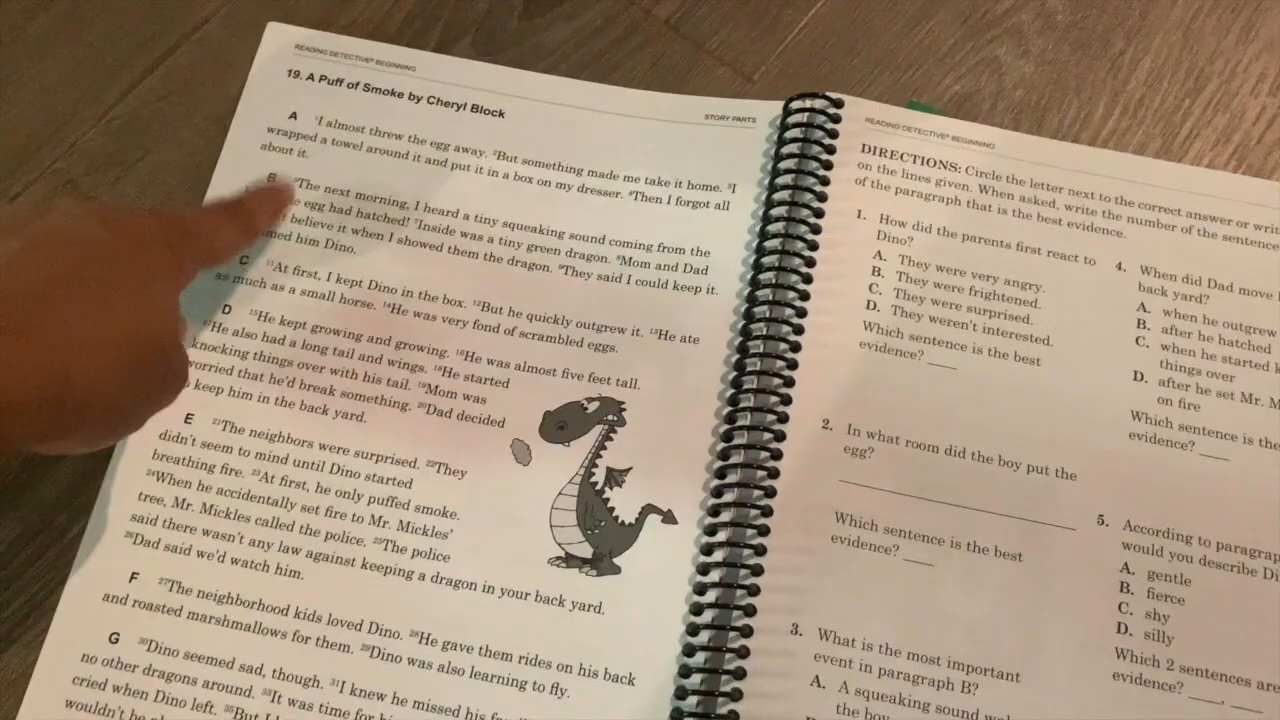 READING DETECTIVE® BEGINNING
19. A Puff of Smoke by Cheryl Block
STORY PARTS
A ¹I almost threw the egg away. ²But something made me take it home. ³I
wrapped a towel around it and put it in a box on my dresser. ⁴Then I forgot all
about it.
B ⁵The next morning, I heard a tiny squeaking sound coming from the
egg had hatched! ⁷Inside was a tiny green dragon. ⁸Mom and Dad
believe it when I showed them the dragon. ⁹They said I could keep it.
him Dino.
C ¹¹At first, I kept Dino in the box. ¹²But he quickly outgrew it. ¹³He ate
as much as a small horse. ¹⁴He was very fond of scrambled eggs.
D ¹⁵He kept growing and growing. ¹⁶He was almost five feet tall.
¹⁷He also had a long tail and wings. ¹⁸He started
knocking things over with his tail. ¹⁹Mom was
worried that he'd break something. ²⁰Dad decided
keep him in the back yard.
E ²¹The neighbors were surprised. ²²They
didn't seem to mind until Dino started
breathing fire. ²³At first, he only puffed smoke.
²⁴When he accidentally set fire to Mr. Mickles'
tree, Mr. Mickles called the police. ²⁵The police
said there wasn't any law against keeping a dragon in your back yard.
²⁶Dad said we'd watch him.
F ²⁷The neighborhood kids loved Dino. ²⁸He gave them rides on his back
and roasted marshmallows for them. ²⁹Dino was also learning to fly.
G ³⁰Dino seemed sad, though. ³¹I knew he missed his
no other dragons around. ³³It was time for
cried when Dino left. ³⁵But I
wouldn't be
READING DETECTIVE® BEGINNING
DIRECTIONS: Circle the letter next to the correct answer or
on the lines given. When asked, write the number of the sentence
of the paragraph that is the best evidence.
1. How did the parents first react to
Dino?
A. They were very angry.
B. They were frightened.
C. They were surprised.
D. They weren't interested.
Which sentence is the best
evidence? ____
2. In what room did the boy put the
egg?
Which sentence is the best
evidence? ____
3. What is the most important
event in paragraph B?
A. A squeaking sound
the boy.
4. When did Dad move
back yard?
A. when he outgrew
B. after he hatched
C. when he started
things over
D. after he set Mr.
on fire
Which sentence is the
evidence? ____
5. According to
would you describe
A. gentle
B. fierce
C. shy
D. silly
Which 2 sentences are
evidence? ____, ____